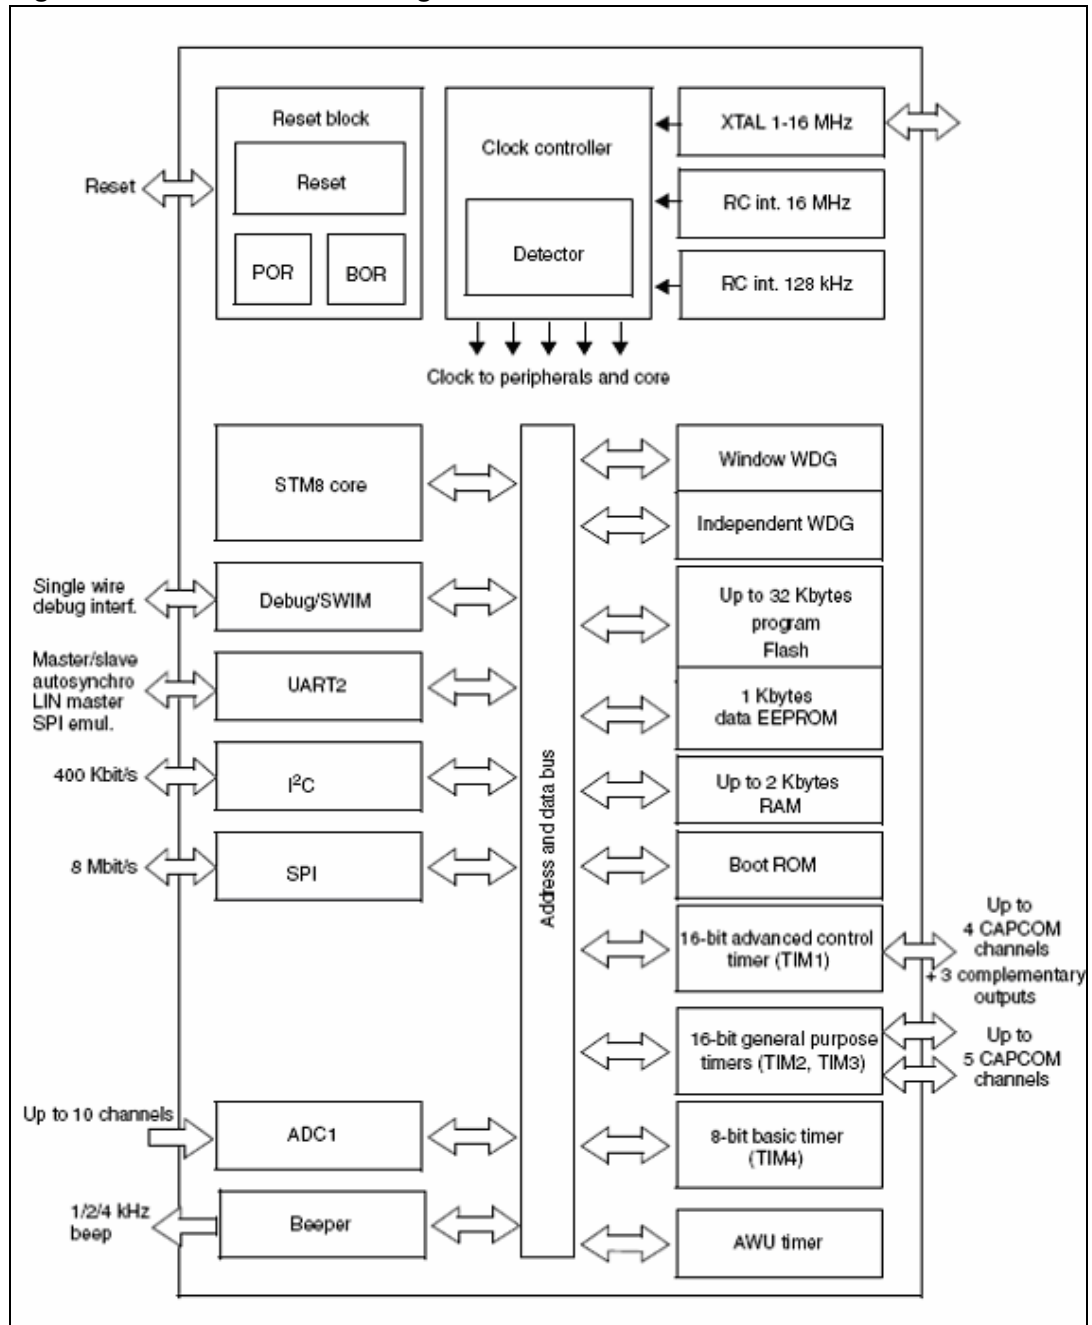 Reset block
Reset
POR
BOR
Reset
Clock controller
Detector
XTAL 1-16 MHz
RC int. 16 MHz
RC int. 128 kHz
Clock to peripherals and core
STM8 core
Single wire
debug interf.
Debug/SWIM
Master/slave
autosynchro
LIN master
SPI emul.
UART2
400 Kbit/s
I²C
8 Mbit/s
SPI
Up to 10 channels
ADC1
1/2/4 kHz
beep
Beeper
Address and data bus
Window WDG
Independent WDG
Up to 32 Kbytes
program
Flash
1 Kbytes
data EEPROM
Up to 2 Kbytes
RAM
Boot ROM
16-bit advanced control
timer (TIM1)
Up to
4 CAPCOM
channels
+ 3 complementary
outputs
16-bit general purpose
timers (TIM2, TIM3)
Up to
5 CAPCOM
channels
8-bit basic timer
(TIM4)
AWU timer